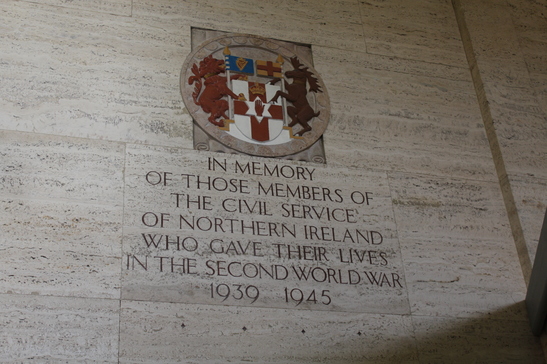 IN MEMORY
OF THOSE MEMBERS OF
THE CIVIL SERVICE
OF NORTHERN IRELAND
WHO GAVE THEIR LIVES
IN THE SECOND WORLD WAR
1939 1945